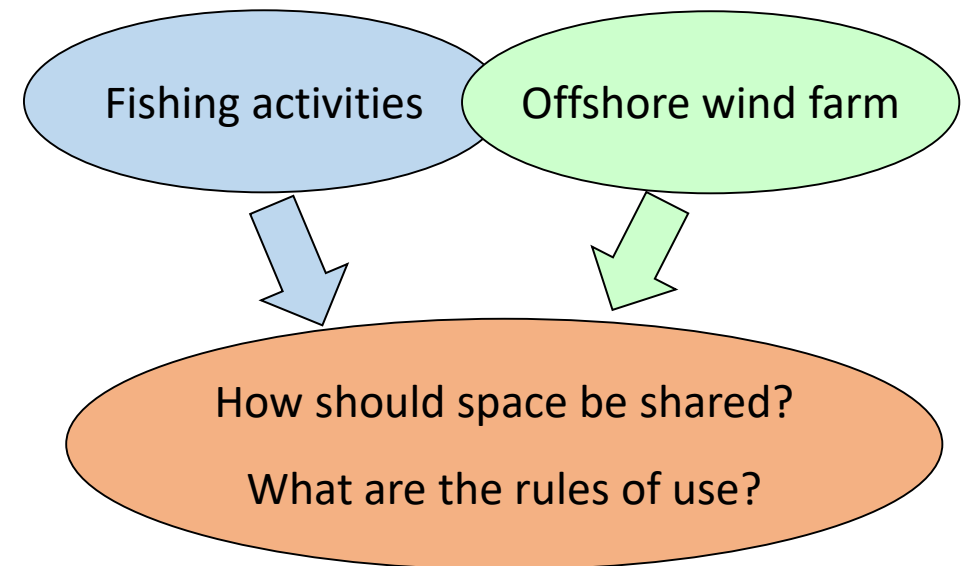 Fishing activities
Offshore wind farm
How should space be shared?
What are the rules of use?